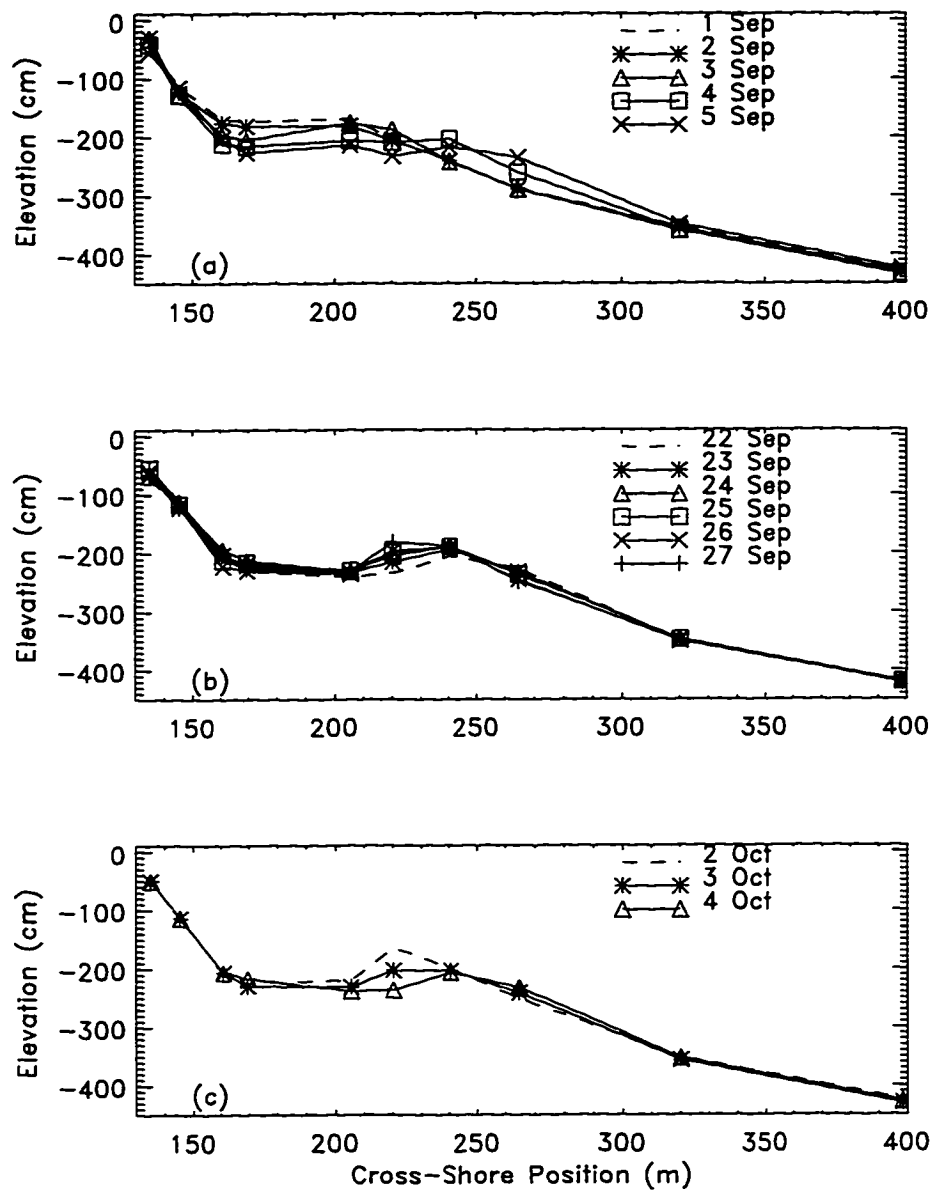 0
-100
-200
-300
-400
Elevation (cm)
1 Sep
2 Sep
3 Sep
4 Sep
5 Sep
(a)
150 200 250 300 350 400
0
-100
-200
-300
-400
Elevation (cm)
22 Sep
23 Sep
24 Sep
25 Sep
26 Sep
27 Sep
(b)
150 200 250 300 350 400
0
-100
-200
-300
-400
Elevation (cm)
2 Oct
3 Oct
4 Oct
(c)
150 200 250 300 350 400
Cross-Shore Position (m)